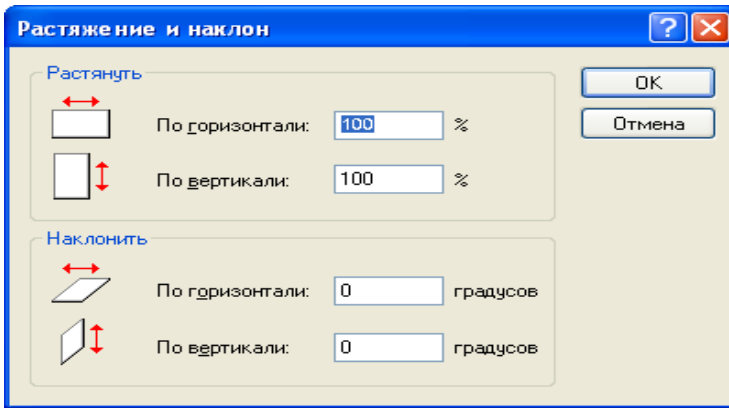 Растяжение и наклон
Растянуть
По горизонтали: 100 %
По вертикали: 100 %
Наклонить
По горизонтали: 0 градусов
По вертикали: 0 градусов
OK
Отмена